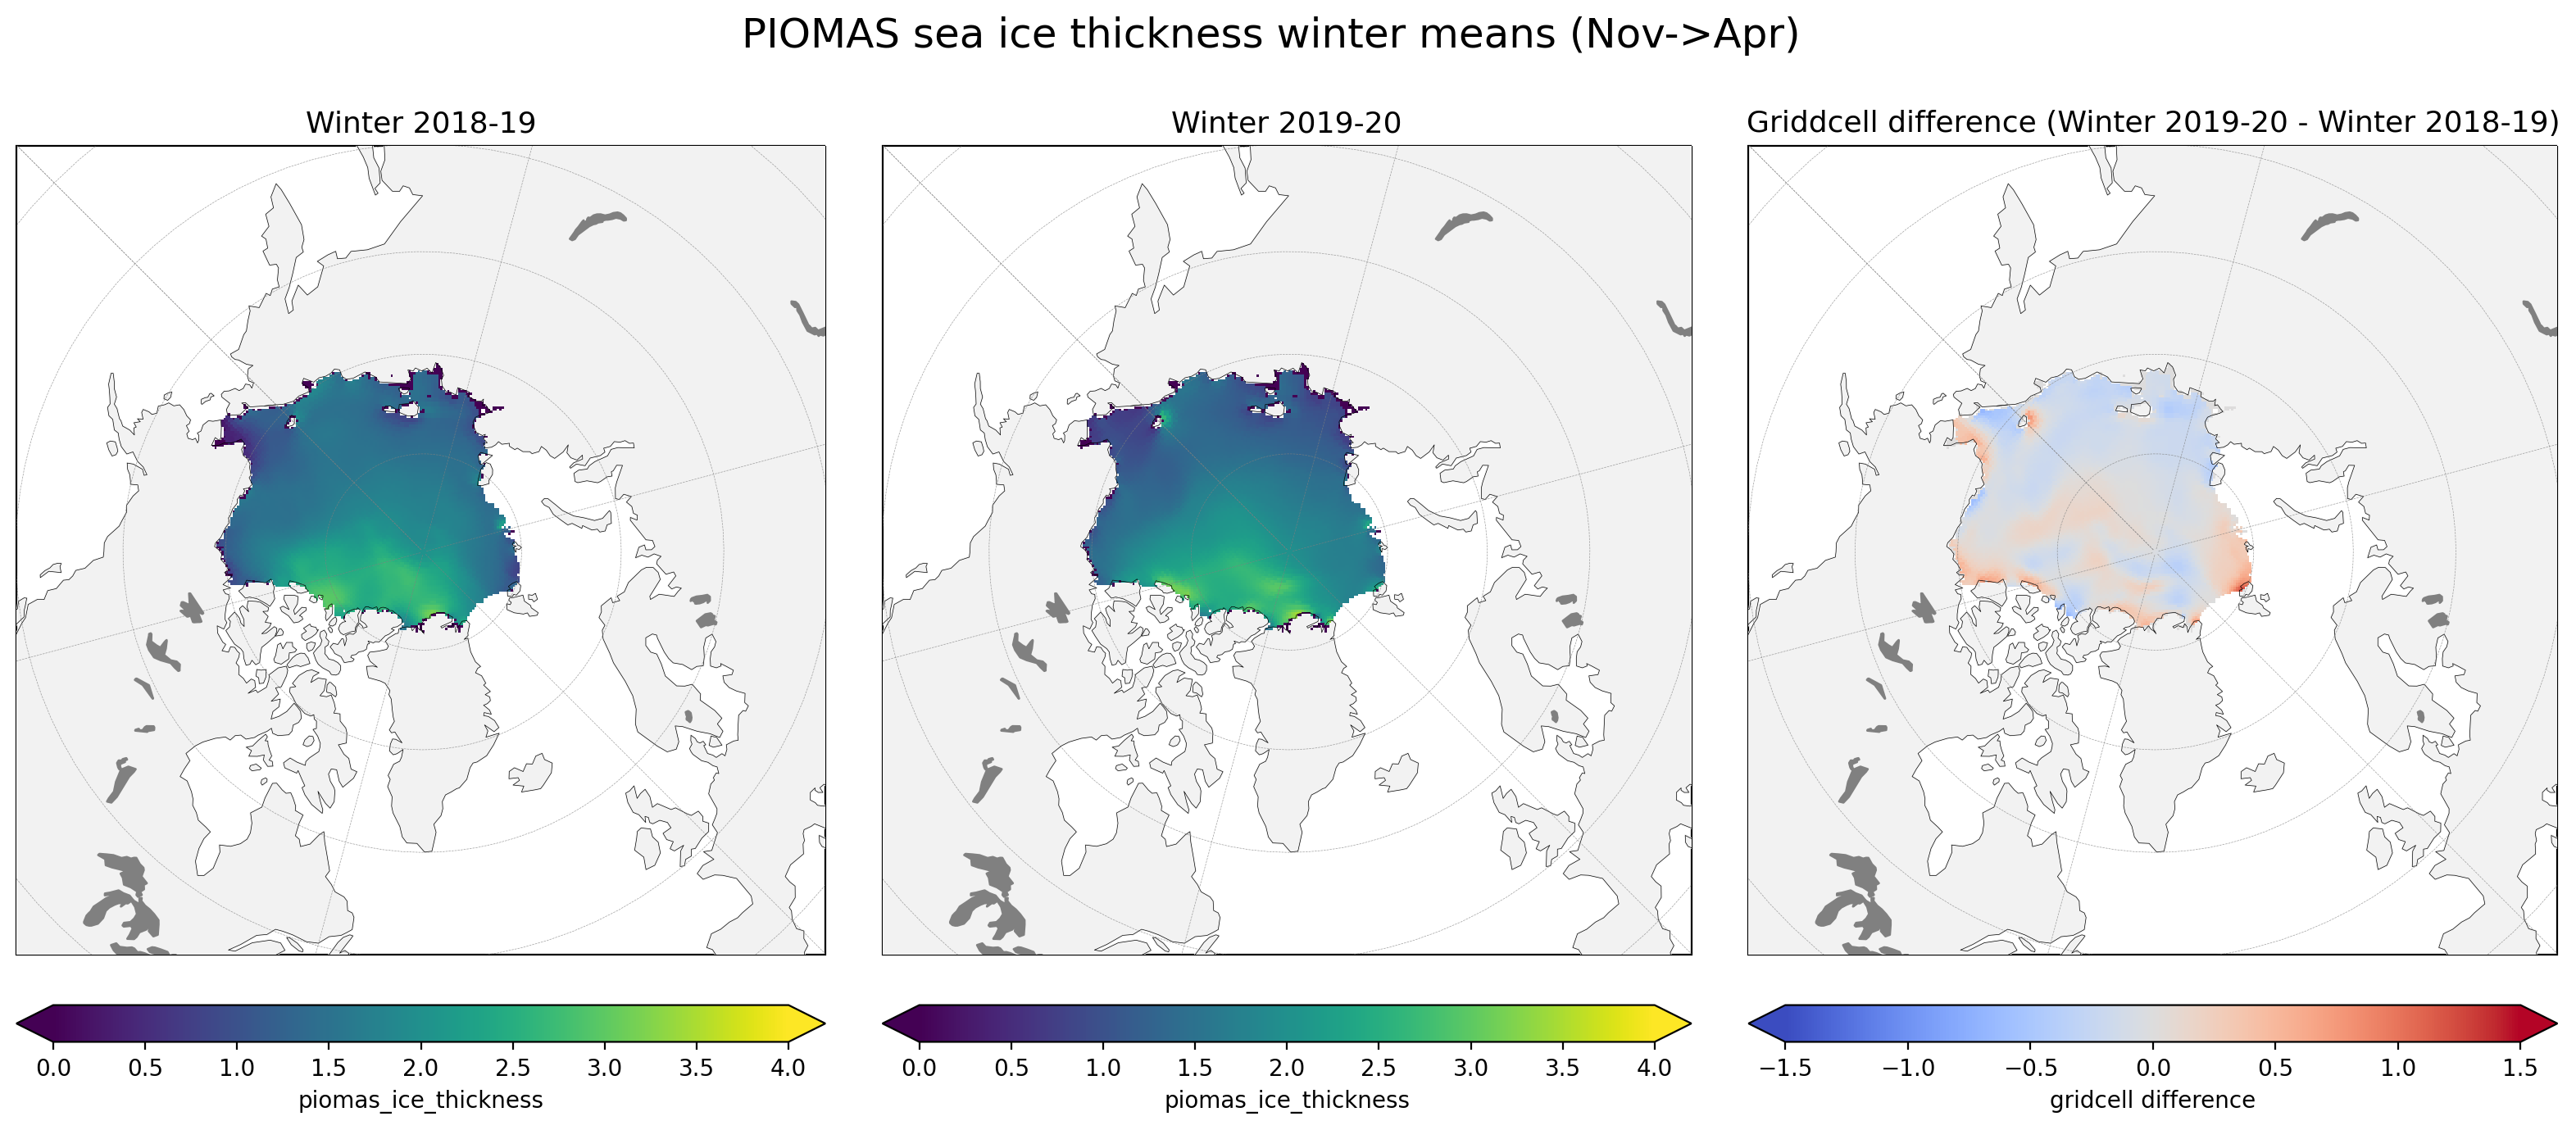 PIOMAS sea ice thickness winter means (Nov->Apr)
Winter 2018-19
Winter 2019-20
Griddcell difference (Winter 2019-20 - Winter 2018-19)
0.0 0.5 1.0 1.5 2.0 2.5 3.0 3.5 4.0
piomas_ice_thickness
0.0 0.5 1.0 1.5 2.0 2.5 3.0 3.5 4.0
piomas_ice_thickness
−1.5 −1.0 −0.5 0.0 0.5 1.0 1.5
gridcell difference